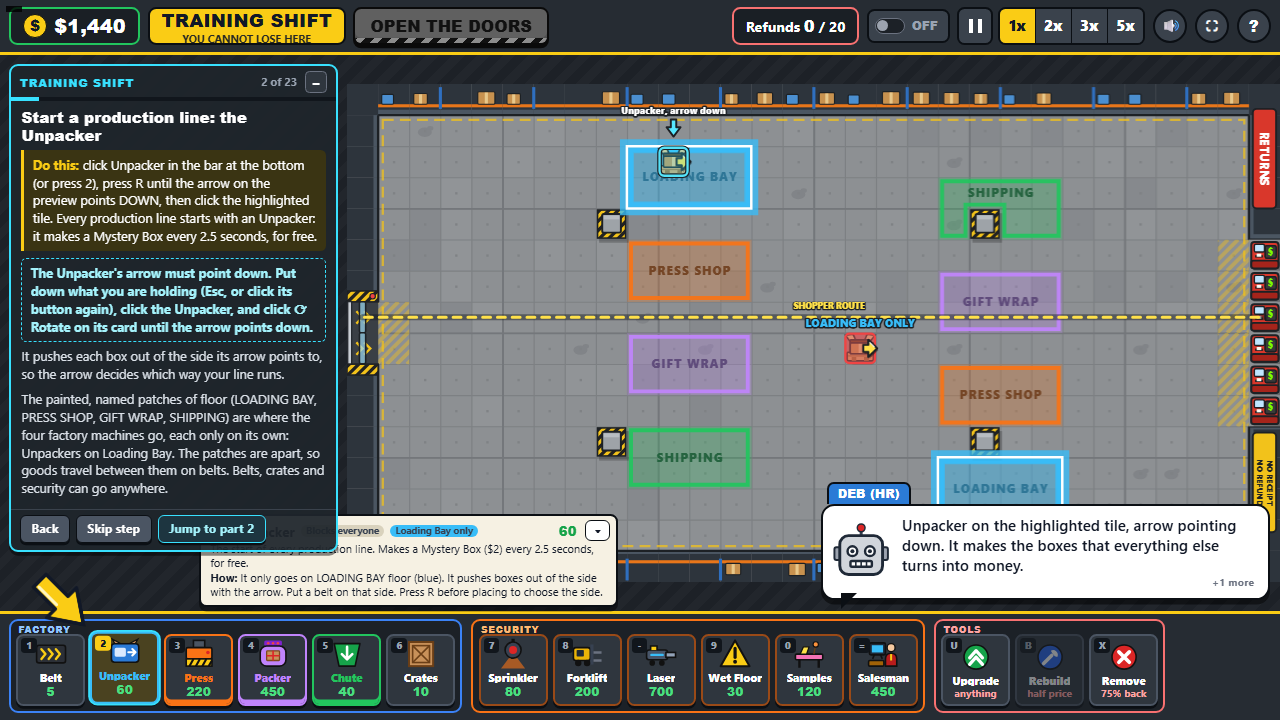 $1,440
TRAINING SHIFT
YOU CANNOT LOSE HERE
OPEN THE DOORS
Refunds 0 / 20
OFF
1x
2x
3x
5x
?
TRAINING SHIFT
2 of 23
Start a production line: the
Unpacker
Do this: click Unpacker in the bar at the bottom
(or press 2), press R until the arrow on the
preview points DOWN, then click the highlighted
tile. Every production line starts with an Unpacker:
it makes a Mystery Box every 2.5 seconds, for free.
The Unpacker's arrow must point down. Put
down what you are holding (Esc, or click its
button again), click the Unpacker, and click ⟳
Rotate on its card until the arrow points down.
It pushes each box out of the side its arrow points to,
so the arrow decides which way your line runs.
The painted, named patches of floor (LOADING BAY,
PRESS SHOP, GIFT WRAP, SHIPPING) are where the
four factory machines go, each only on its own:
Unpackers on Loading Bay. The patches are apart, so
goods travel between them on belts. Belts, crates and
security can go anywhere.
Back
Skip step
Jump to part 2
Unpacker, arrow down
LOADING BAY
SHIPPING
PRESS SHOP
GIFT WRAP
SHOPPER ROUTE
LOADING BAY ONLY
GIFT WRAP
PRESS SHOP
SHIPPING
LOADING BAY
RETURNS
NO RECEIPT
everyone
Loading Bay only
60
production line. Makes a Mystery Box ($2) every 2.5 seconds,
for free.
How: It only goes on LOADING BAY floor (blue). It pushes boxes out of the side
with the arrow. Put a belt on that side. Press R before placing to choose the side.
DEB (HR)
Unpacker on the highlighted tile, arrow pointing
down. It makes the boxes that everything else
turns into money.
+1 more
FACTORY
1
Belt
5
2
Unpacker
60
3
Press
220
4
Packer
450
5
Chute
40
6
Crates
10
SECURITY
7
Sprinkler
80
8
Forklift
200
-
Laser
700
9
Wet Floor
30
0
Samples
120
=
Salesman
450
TOOLS
U
Upgrade
anything
B
Rebuild
half price
X
Remove
75% back